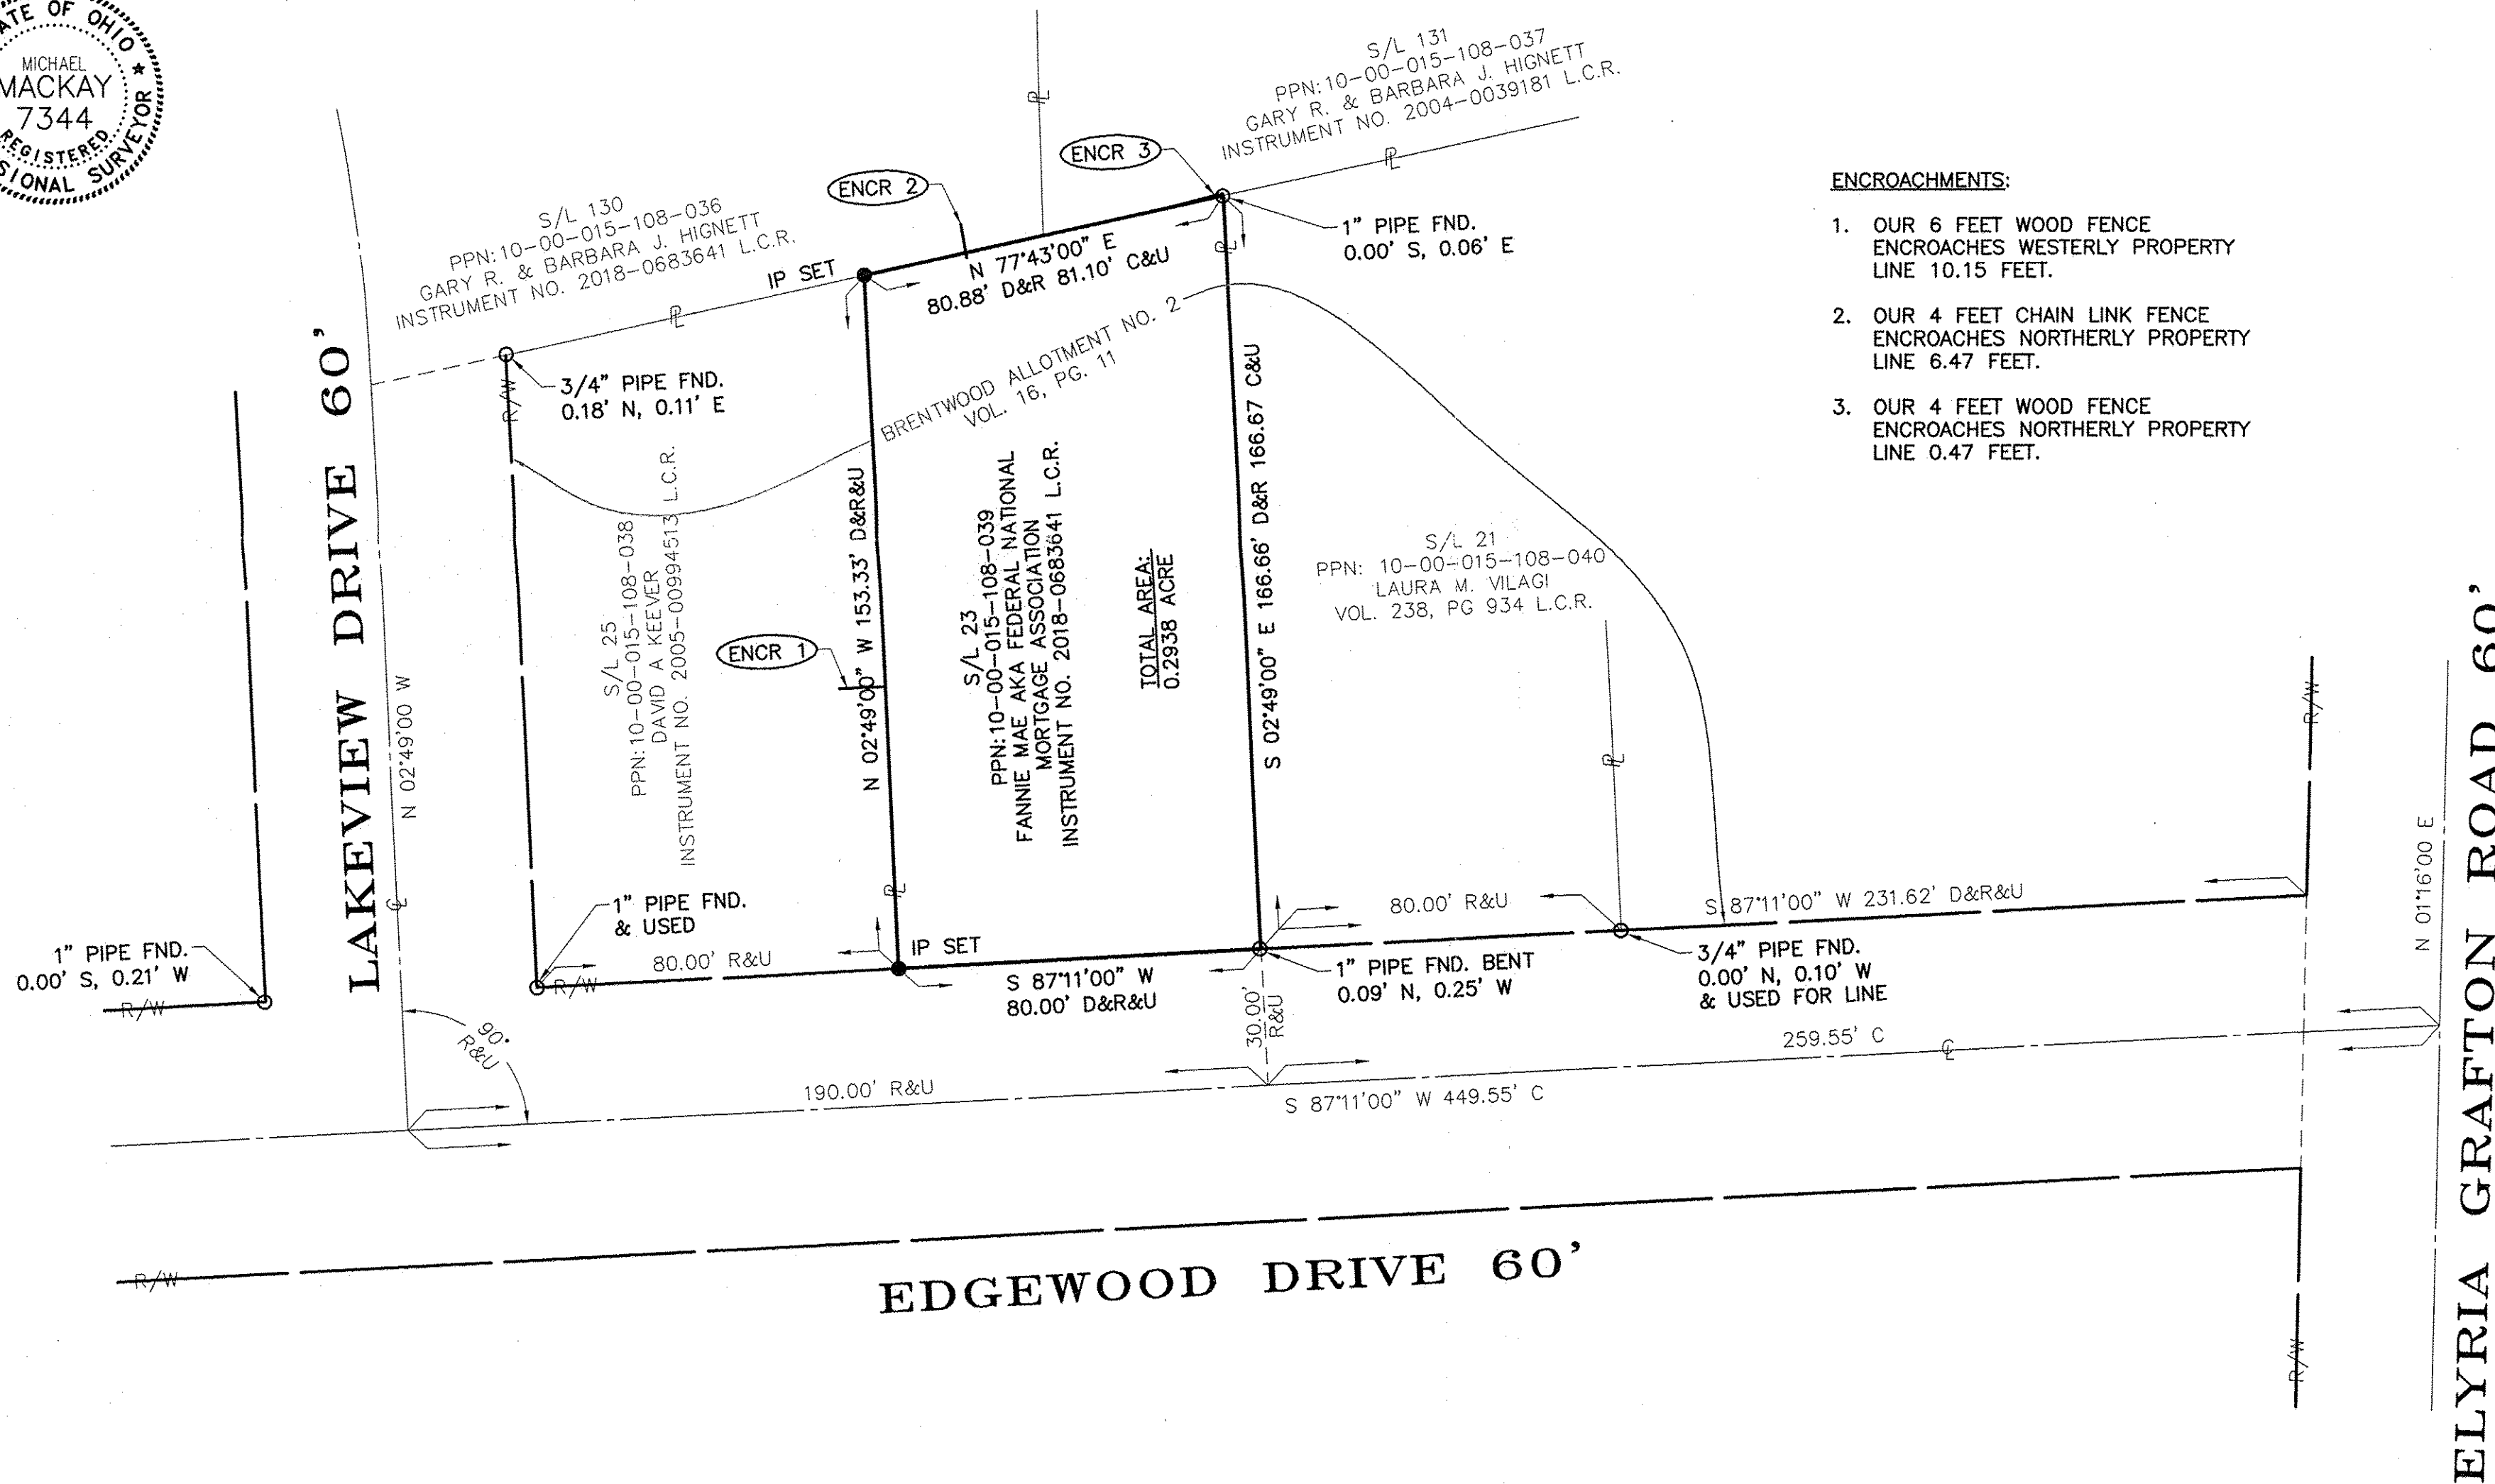 STATE OF OHIO ★
MICHAEL
MACKAY
7344
REGISTERED
SIONAL SURVEYOR
S/L 131
PPN:10-00-015-108-037
GARY R. & BARBARA J. HIGNETT
INSTRUMENT NO. 2004-0039181 L.C.R.
S/L 130
PPN:10-00-015-108-036
GARY R. & BARBARA J. HIGNETT
INSTRUMENT NO. 2018-0683641 L.C.R.
ENCR 3
ENCR 2
IP SET
N 77°43'00" E
80.88' D&R 81.10' C&U
1" PIPE FND.
0.00' S, 0.06' E
ENCROACHMENTS:
1. OUR 6 FEET WOOD FENCE
ENCROACHES WESTERLY PROPERTY
LINE 10.15 FEET.
2. OUR 4 FEET CHAIN LINK FENCE
ENCROACHES NORTHERLY PROPERTY
LINE 6.47 FEET.
3. OUR 4 FEET WOOD FENCE
ENCROACHES NORTHERLY PROPERTY
LINE 0.47 FEET.
3/4" PIPE FND.
0.18' N, 0.11' E
R/W
BRENTWOOD ALLOTMENT NO. 2
VOL. 16, PG. 11
LAKEVIEW DRIVE 60'
N 02°49'00 W
S/L 25
PPN:10-00-015-108-038
DAVID A KEEVER
INSTRUMENT NO. 2005-00994513 L.C.R.
ENCR 1
N 02°49'00" W 153.33' D&R&U
S/L 23
PPN:10-00-015-108-039
FANNIE MAE AKA FEDERAL NATIONAL
MORTGAGE ASSOCIATION
INSTRUMENT NO. 2018-0683641 L.C.R.
TOTAL AREA:
0.2938 ACRE
S 02°49'00" E 166.66' D&R 166.67 C&U
S/L 21
PPN: 10-00-015-108-040
LAURA M. VILAGI
VOL. 238, PG 934 L.C.R.
R/W
N 01°16'00 E
ELYRIA GRAFTON ROAD 60'
1" PIPE FND.
& USED
1" PIPE FND.
0.00' S, 0.21' W
R/W
R/W
80.00' R&U
IP SET
S 87°11'00" W
80.00' D&R&U
80.00' R&U
S 87°11'00" W 231.62' D&R&U
1" PIPE FND. BENT
0.09' N, 0.25' W
3/4" PIPE FND.
0.00' N, 0.10' W
& USED FOR LINE
30.00'
R&U
90°
R&U
190.00' R&U
259.55' C
S 87°11'00" W 449.55' C
R/W
EDGEWOOD DRIVE 60'
R/W